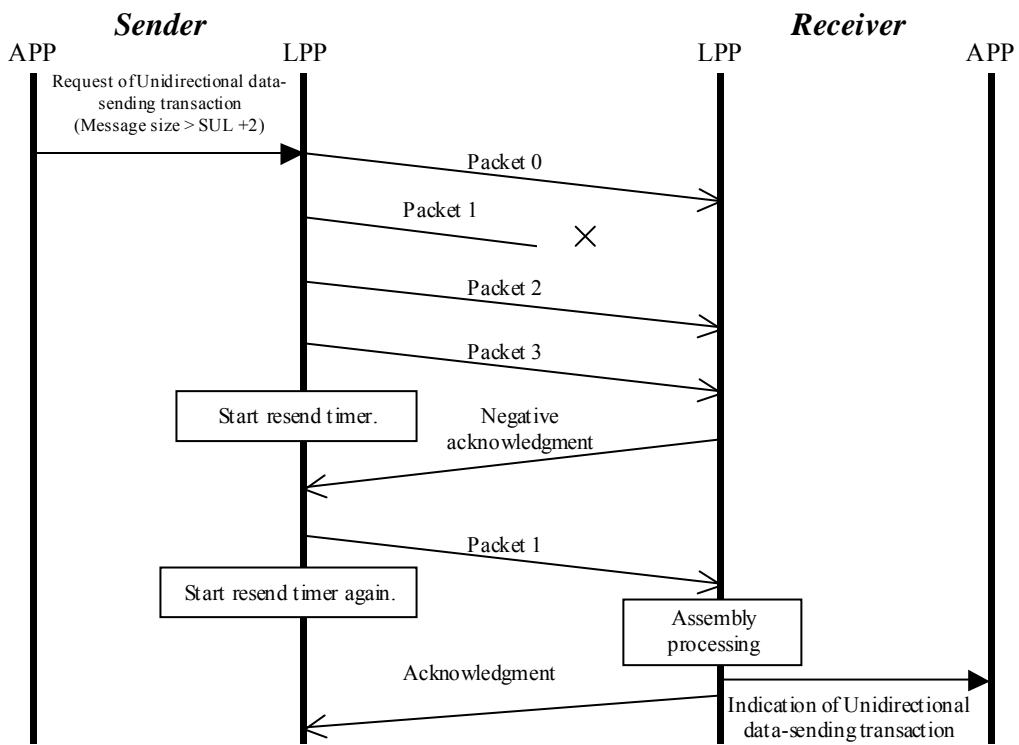 Sender
Receiver
APP
LPP
LPP
APP
Request of Unidirectional data-
sending transaction
(Message size > SUL +2)
Packet 0
Packet 1
Packet 2
Packet 3
Start resend timer.
Negative
acknowledgment
Packet 1
Start resend timer again.
Assembly
processing
Acknowledgment
Indication of Unidirectional
data-sending transaction